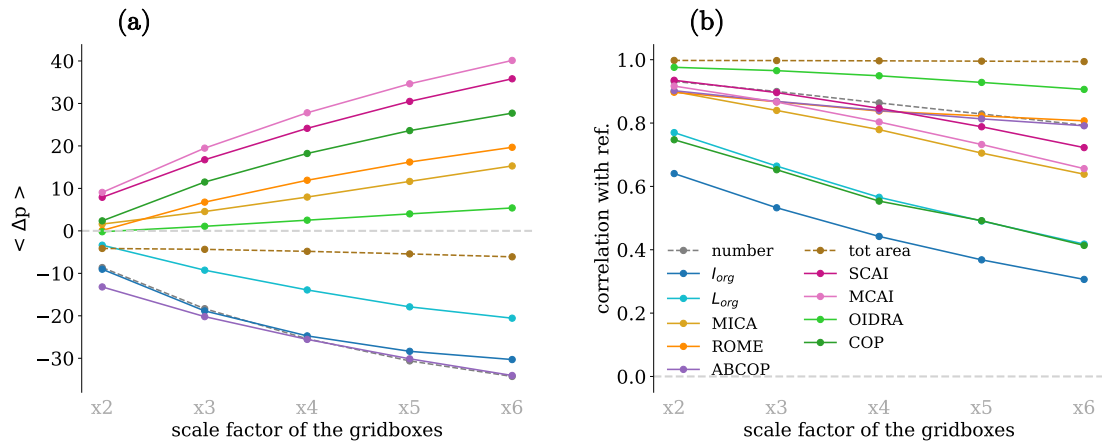 (a)
40
30
20
10
0
−10
−20
−30
< Δp >
x2 x3 x4 x5 x6
scale factor of the gridboxes
(b)
1.0
0.8
0.6
0.4
0.2
0.0
correlation with ref.
number
I_org
L_org
MICA
ROME
ABCOP
tot area
SCAI
MCAI
OIDRA
COP
x2 x3 x4 x5 x6
scale factor of the gridboxes